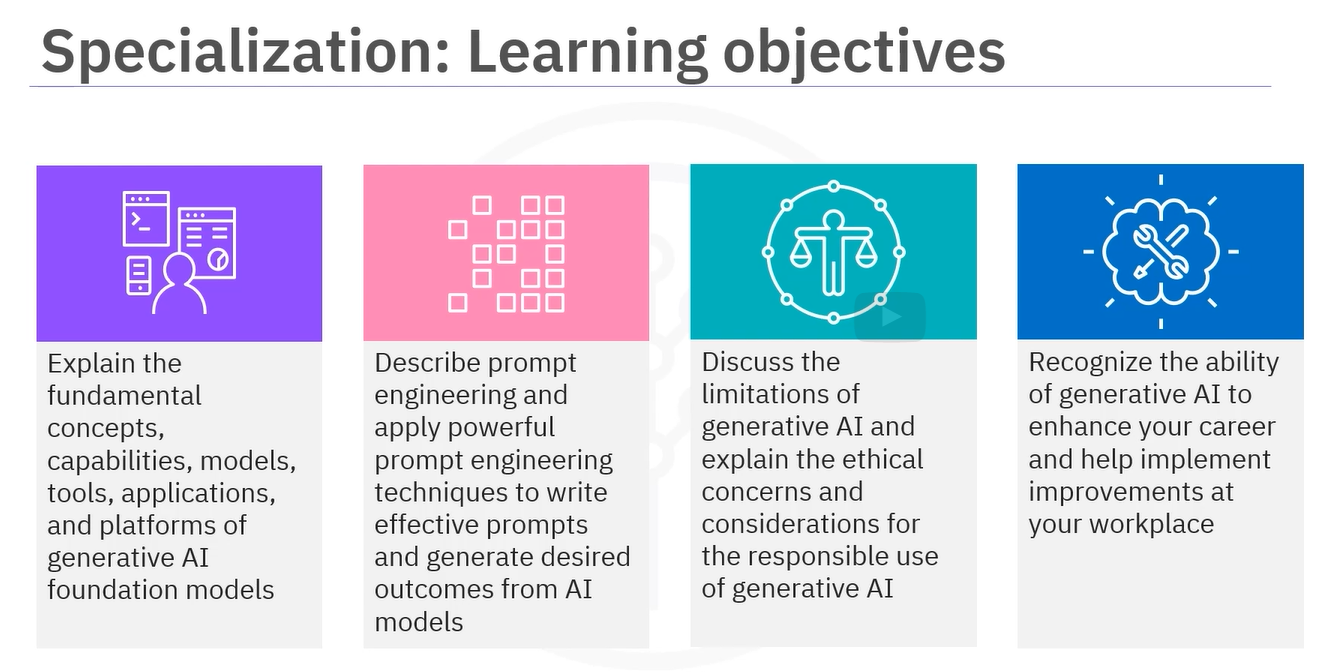 Specialization: Learning objectives
Explain the
fundamental
concepts,
capabilities, models,
tools, applications,
and platforms of
generative AI
foundation models
Describe prompt
engineering and
apply powerful
prompt engineering
techniques to write
effective prompts
and generate desired
outcomes from AI
models
Discuss the
limitations of
generative AI and
explain the ethical
concerns and
considerations for
the responsible use
of generative AI
Recognize the ability
of generative AI to
enhance your career
and help implement
improvements at
your workplace